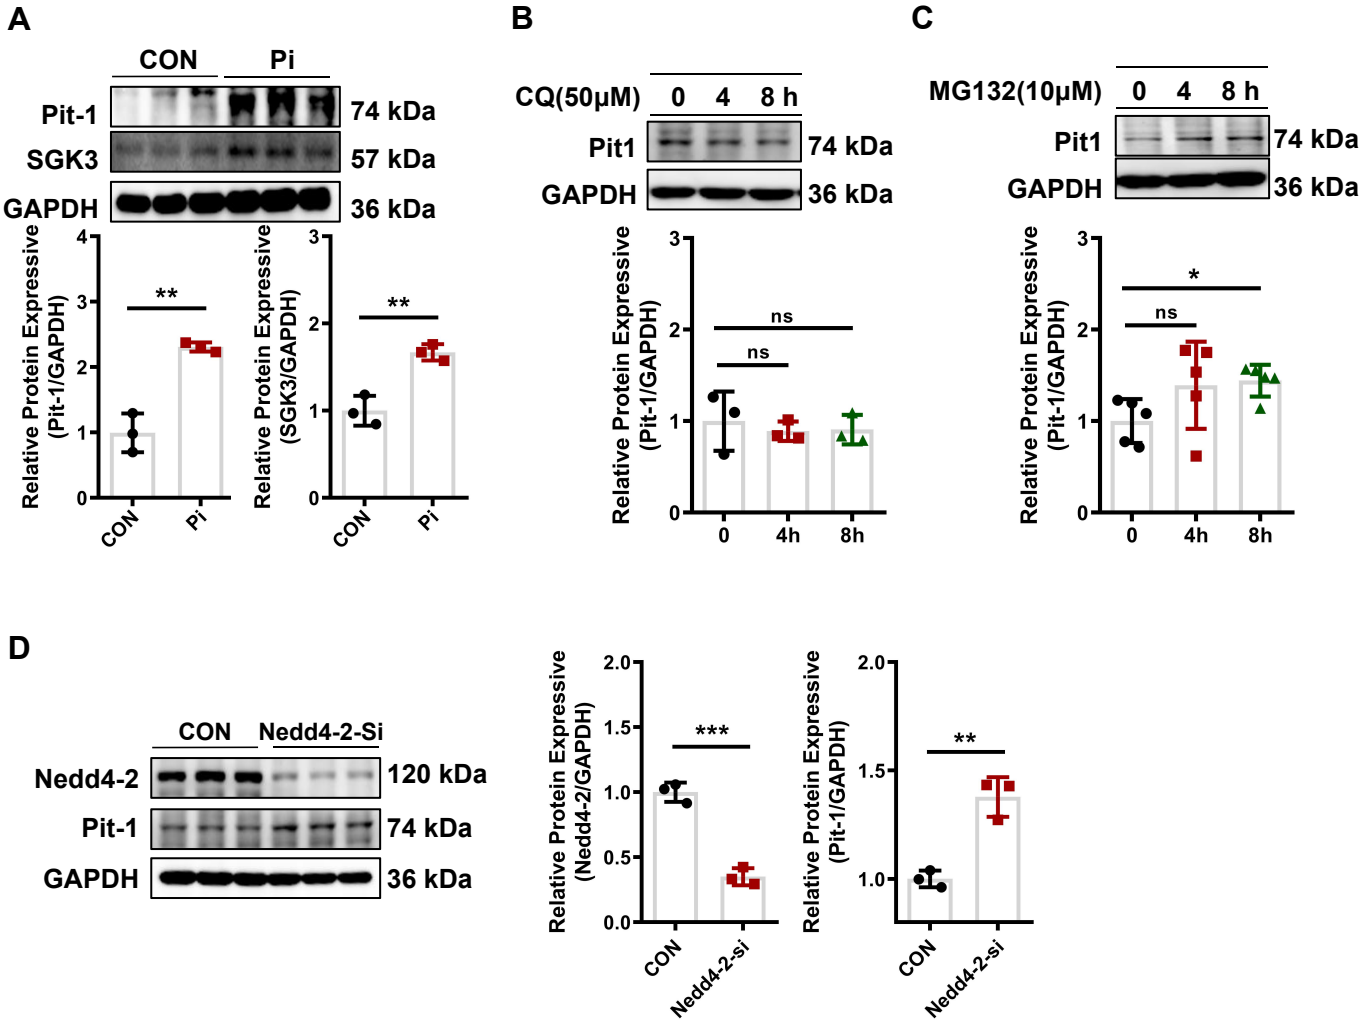 A
CON Pi
Pit-1 74 kDa
SGK3 57 kDa
GAPDH 36 kDa
Relative Protein Expressive
(Pit-1/GAPDH)
4
3
2
1
0
**
CON Pi
Relative Protein Expressive
(SGK3/GAPDH)
3
2
1
0
**
CON Pi
B
CQ(50μM) 0 4 8 h
Pit1 74 kDa
GAPDH 36 kDa
Relative Protein Expressive
(Pit-1/GAPDH)
3
2
1
0
ns
ns
0 4h 8h
C
MG132(10μM) 0 4 8 h
Pit1 74 kDa
GAPDH 36 kDa
Relative Protein Expressive
(Pit-1/GAPDH)
3
2
1
0
*
ns
0 4h 8h
D
CON Nedd4-2-Si
Nedd4-2 120 kDa
Pit-1 74 kDa
GAPDH 36 kDa
Relative Protein Expressive
(Nedd4-2/GAPDH)
2.0
1.5
1.0
0.5
0.0
***
CON Nedd4-2-si
Relative Protein Expressive
(Pit-1/GAPDH)
2.0
1.5
1.0
**
CON Nedd4-2-si